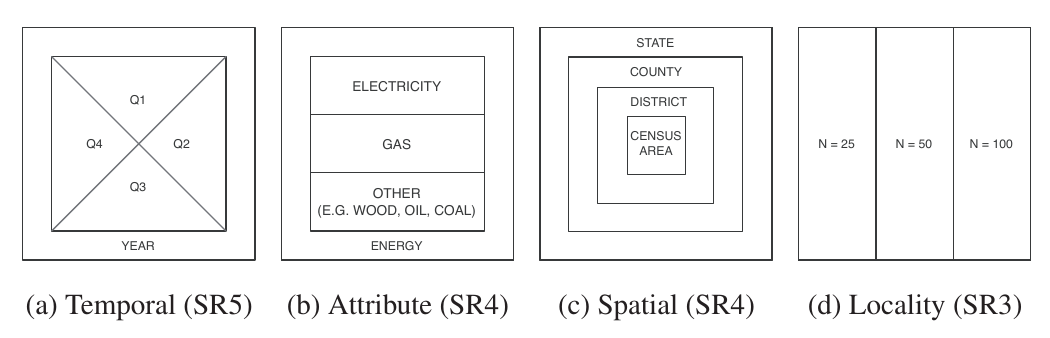 Q1
Q4
Q2
Q3
YEAR
ELECTRICITY
GAS
OTHER
(E.G. WOOD, OIL, COAL)
ENERGY
STATE
COUNTY
DISTRICT
CENSUS
AREA
N = 25
N = 50
N = 100
(a) Temporal (SR5)
(b) Attribute (SR4)
(c) Spatial (SR4)
(d) Locality (SR3)